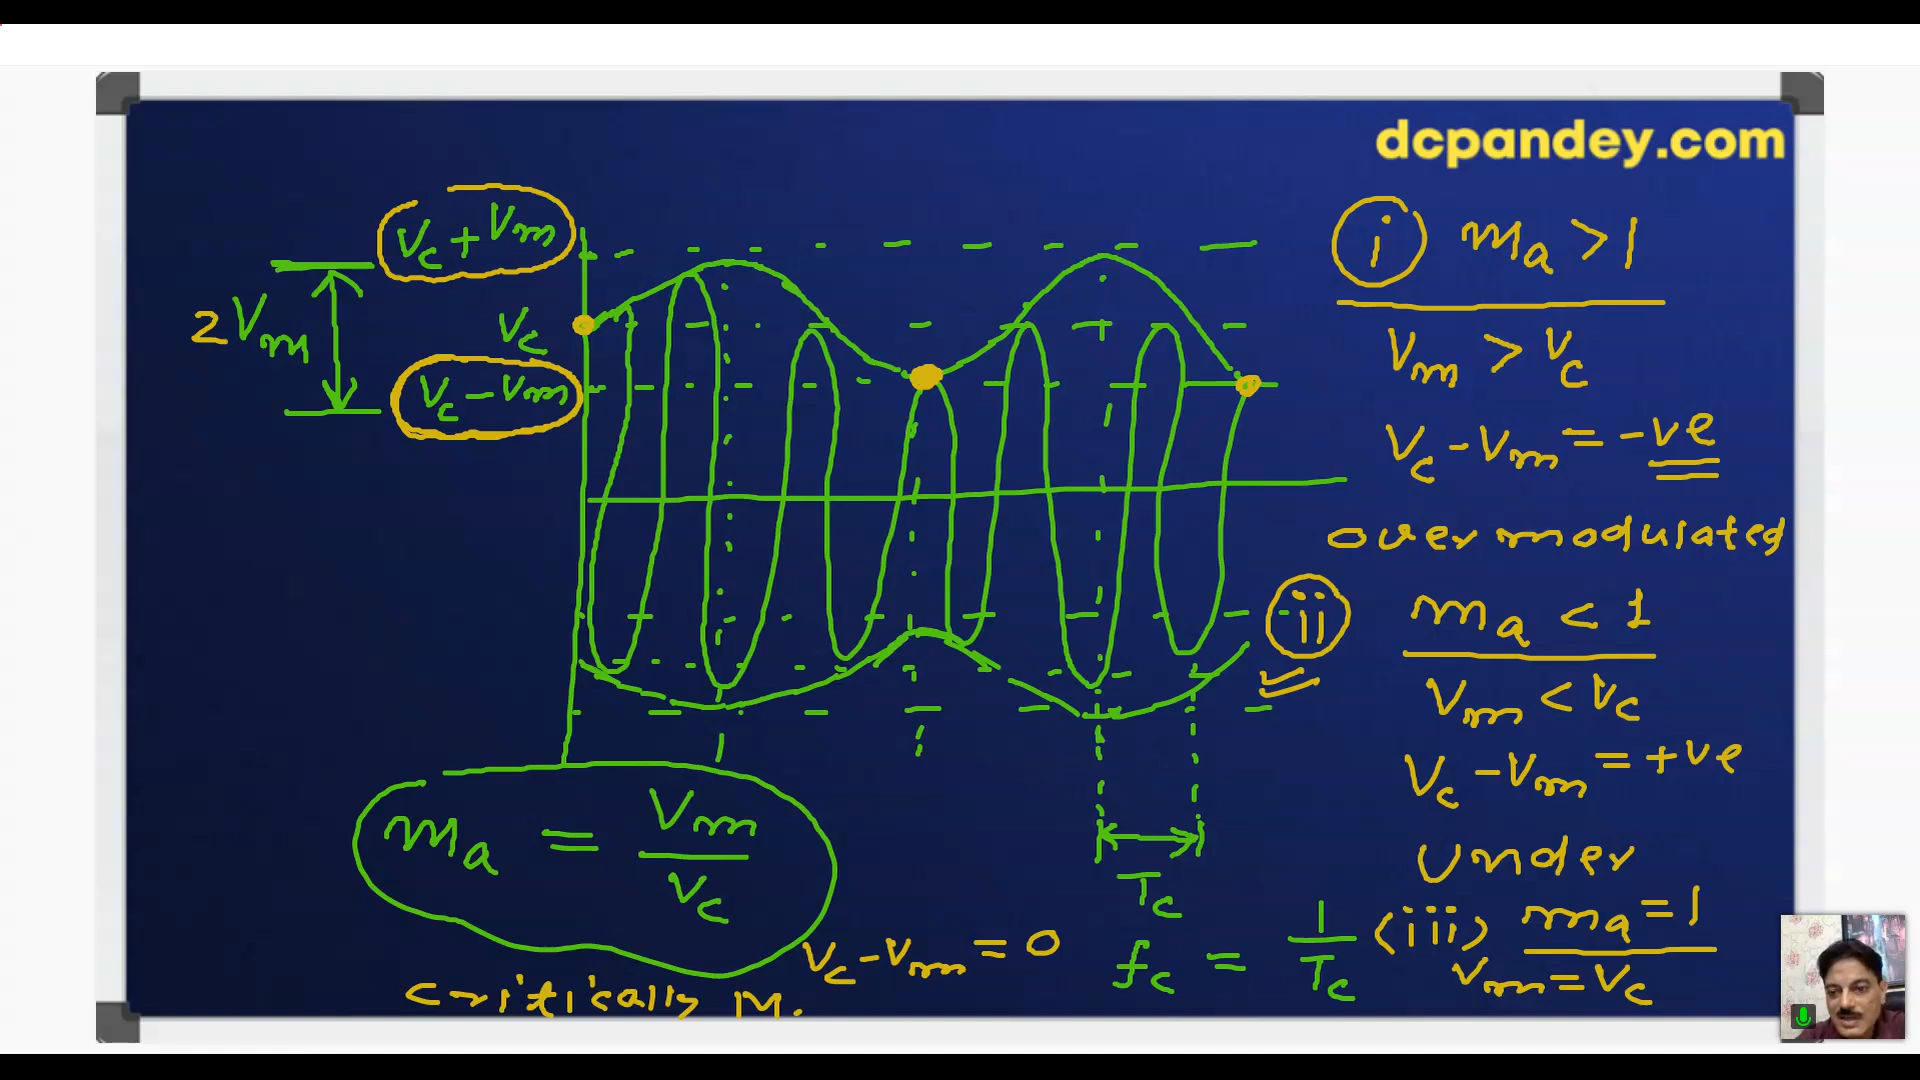 dcpandey.com
Vc + Vm
2Vm
Vc
Vc - Vm
ma = Vm / Vc
Tc
fc = 1 / Tc
Vc - Vm = 0
critically M.
i ma > 1
Vm > Vc
Vc - Vm = -ve
over modulated
ii ma < 1
Vm < Vc
Vc - Vm = +ve
Under
(iii) ma = 1
Vm = Vc